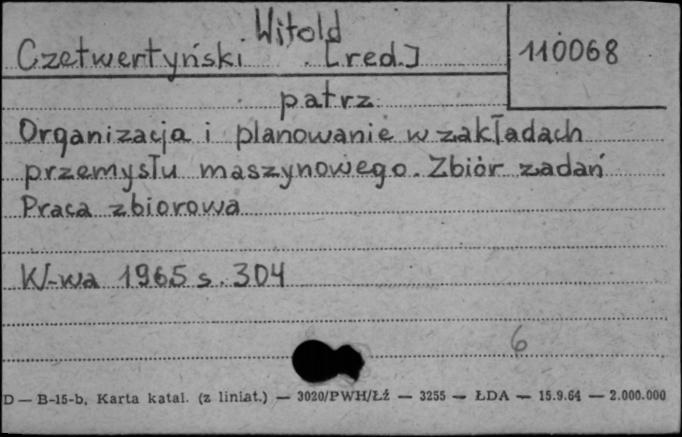 Witold
Czetwertyński [red.] 110068
patrz
Organizacja i planowanie w zakładach
przemysłu maszynowego. Zbiór zadań
Praca zbiorowa
W-wa 1965 s. 304
6
D — B-15-b, Karta katal. (z liniat.) — 3020/PWH/Łź — 3255 — ŁDA — 15.9.64 — 2.000.000